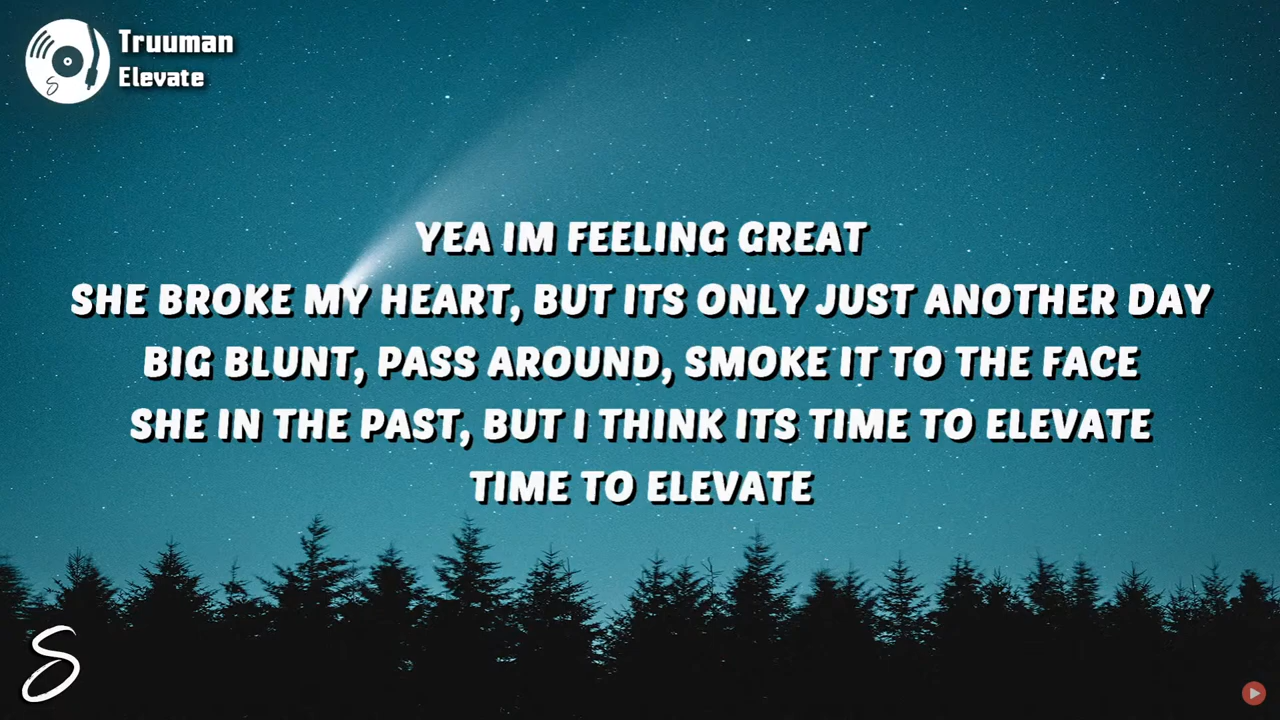 Truuman
Elevate
S
YEA IM FEELING GREAT
SHE BROKE MY HEART, BUT ITS ONLY JUST ANOTHER DAY
BIG BLUNT, PASS AROUND, SMOKE IT TO THE FACE
SHE IN THE PAST, BUT I THINK ITS TIME TO ELEVATE
TIME TO ELEVATE
S